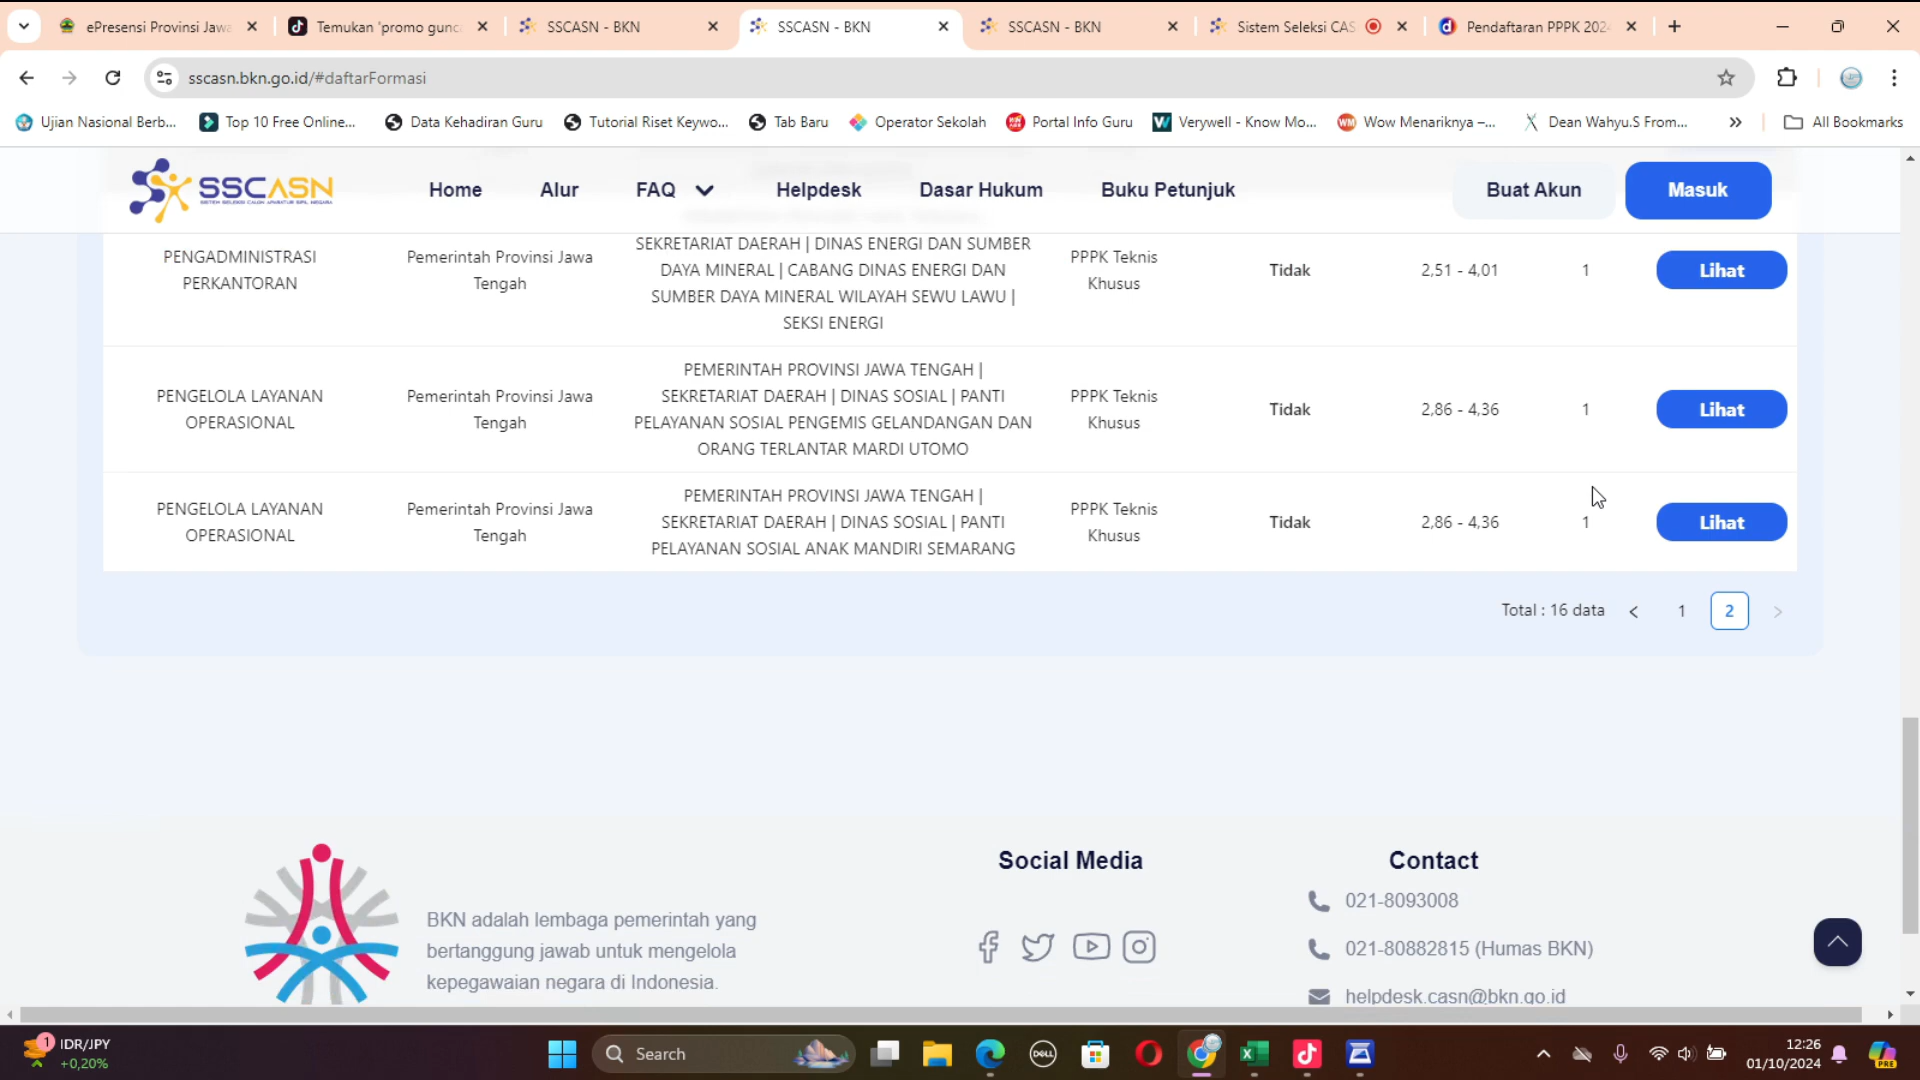 ePresensi Provinsi Jawa
Temukan 'promo gunc
SSCASN - BKN
SSCASN - BKN
SSCASN - BKN
Sistem Seleksi CAS
Pendaftaran PPPK 202
sscasn.bkn.go.id/#daftarFormasi
Ujian Nasional Berb...
Top 10 Free Online...
Data Kehadiran Guru
Tutorial Riset Keywo...
Tab Baru
Operator Sekolah
Portal Info Guru
Verywell - Know Mo...
Wow Menariknya –...
Dean Wahyu.S From...
All Bookmarks
SSCASN
SISTEM SELEKSI CALON APARATUR SIPIL NEGARA
Home
Alur
FAQ
Helpdesk
Dasar Hukum
Buku Petunjuk
Buat Akun
Masuk
PENGADMINISTRASI
PERKANTORAN
Pemerintah Provinsi Jawa
Tengah
SEKRETARIAT DAERAH | DINAS ENERGI DAN SUMBER
DAYA MINERAL | CABANG DINAS ENERGI DAN
SUMBER DAYA MINERAL WILAYAH SEWU LAWU |
SEKSI ENERGI
PPPK Teknis
Khusus
Tidak
2,51 - 4,01
1
Lihat
PENGELOLA LAYANAN
OPERASIONAL
Pemerintah Provinsi Jawa
Tengah
PEMERINTAH PROVINSI JAWA TENGAH |
SEKRETARIAT DAERAH | DINAS SOSIAL | PANTI
PELAYANAN SOSIAL PENGEMIS GELANDANGAN DAN
ORANG TERLANTAR MARDI UTOMO
PPPK Teknis
Khusus
Tidak
2,86 - 4,36
1
Lihat
PENGELOLA LAYANAN
OPERASIONAL
Pemerintah Provinsi Jawa
Tengah
PEMERINTAH PROVINSI JAWA TENGAH |
SEKRETARIAT DAERAH | DINAS SOSIAL | PANTI
PELAYANAN SOSIAL ANAK MANDIRI SEMARANG
PPPK Teknis
Khusus
Tidak
2,86 - 4,36
1
Lihat
Total : 16 data
1
2
BKN adalah lembaga pemerintah yang
bertanggung jawab untuk mengelola
kepegawaian negara di Indonesia.
Social Media
Contact
021-8093008
021-80882815 (Humas BKN)
helpdesk.casn@bkn.go.id
1
IDR/JPY
+0,20%
Search
DELL
12:26
01/10/2024
PRE